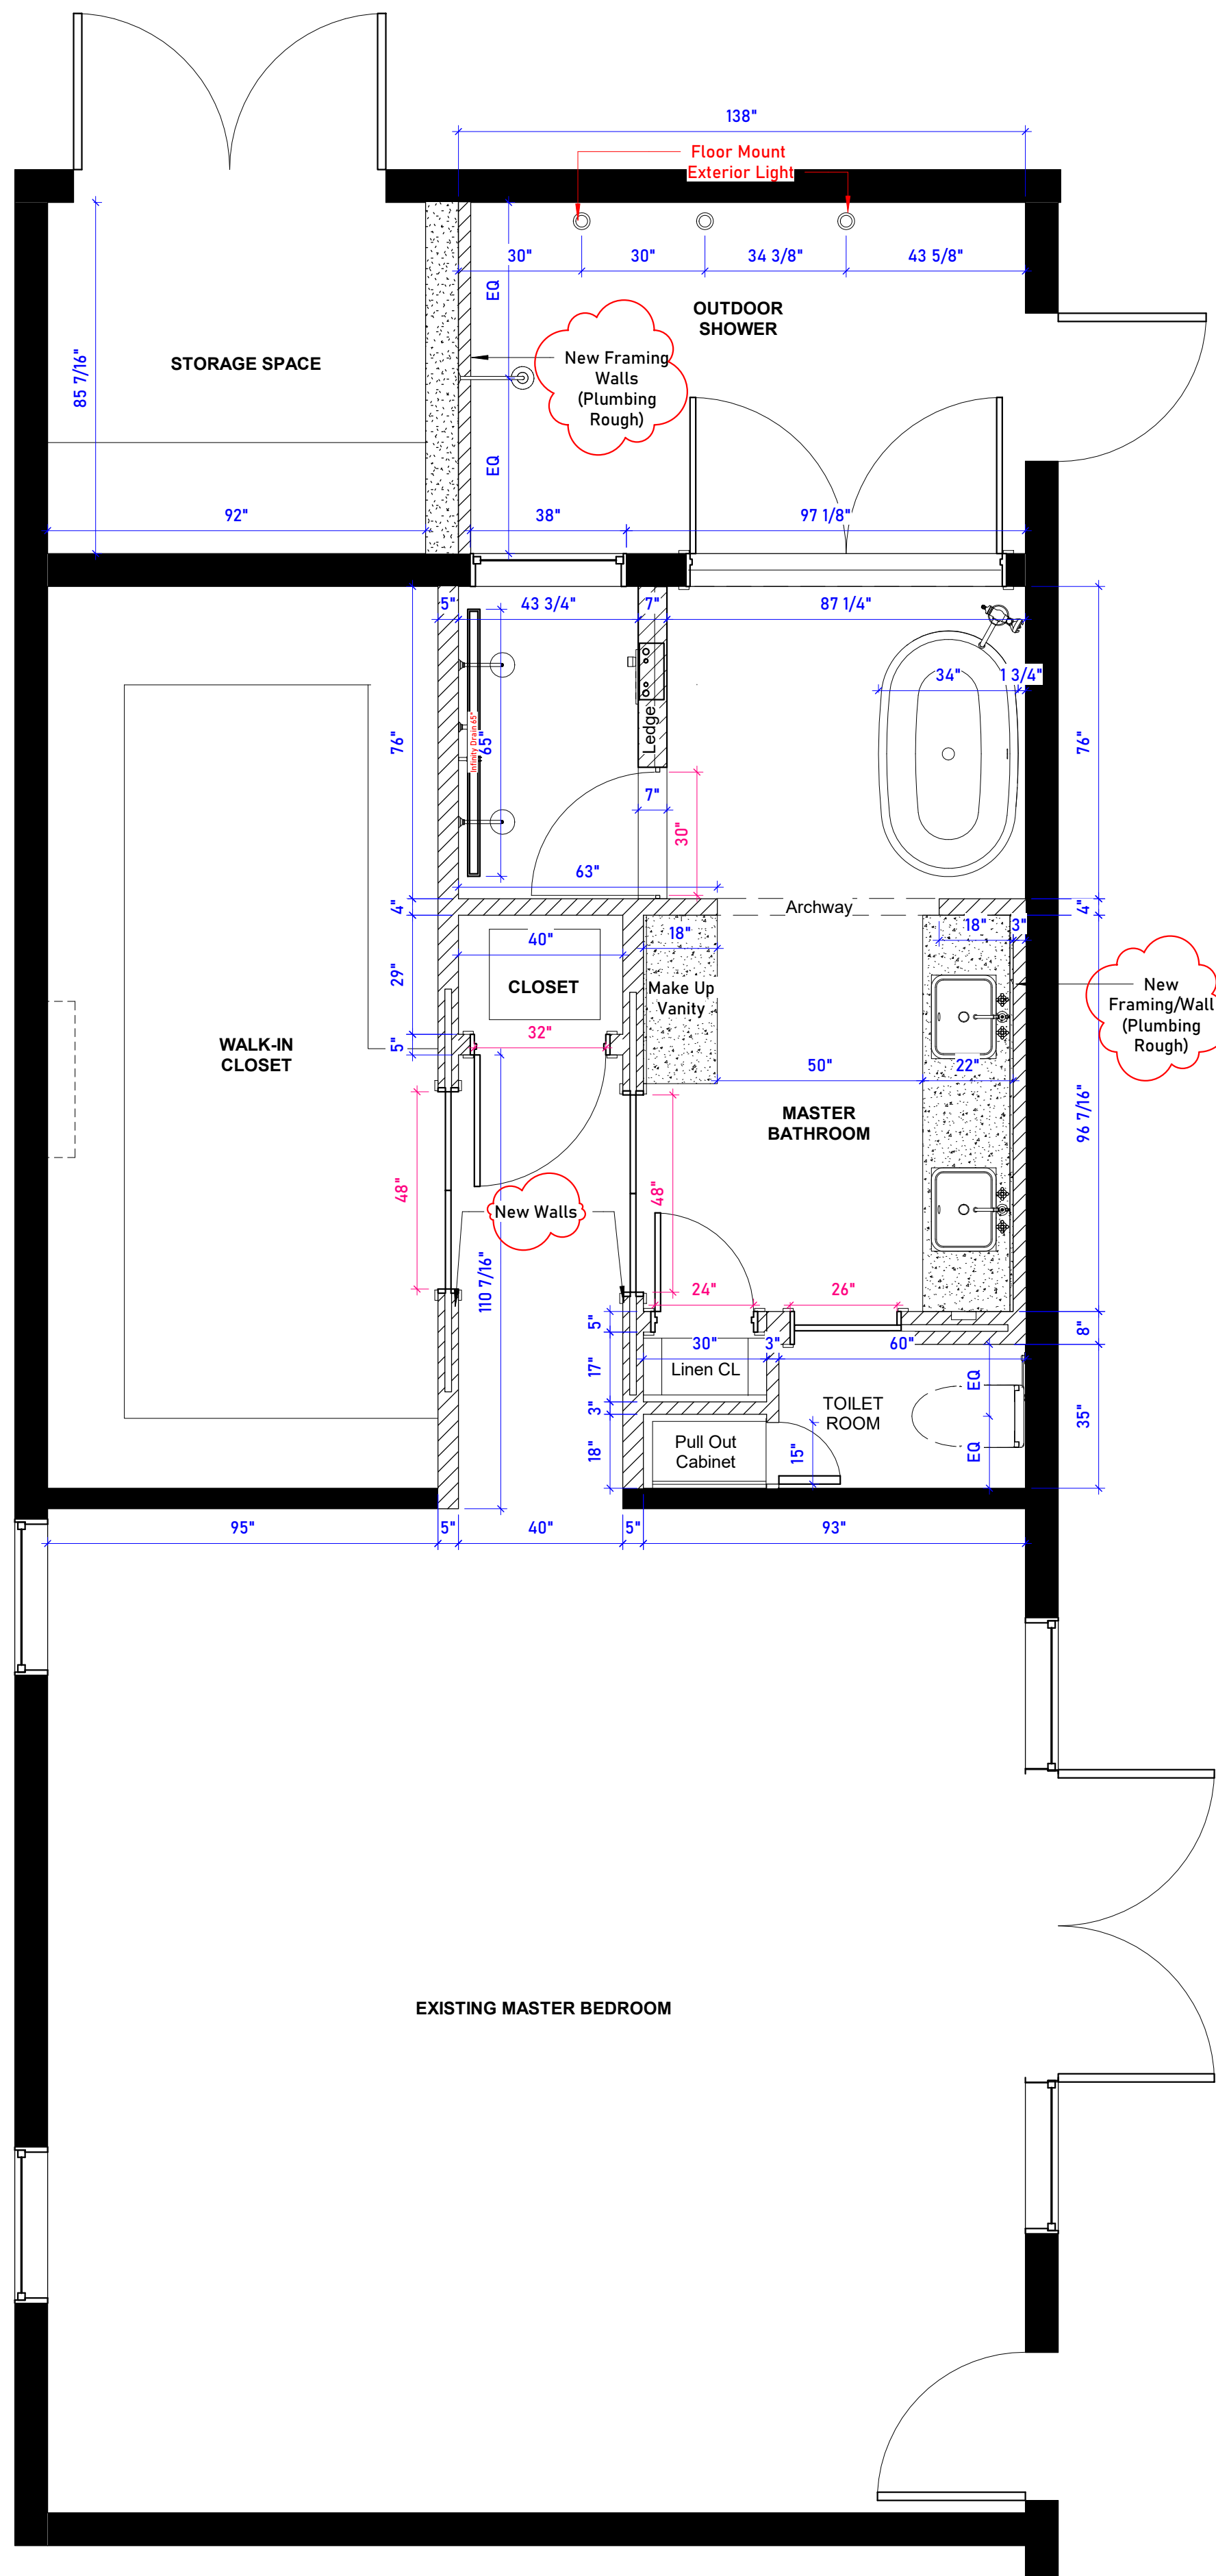 138"
Floor Mount
Exterior Light
30"
30"
34 3/8"
43 5/8"
EQ
OUTDOOR
SHOWER
85 7/16"
STORAGE SPACE
New Framing
Walls
(Plumbing
Rough)
EQ
92"
38"
97 1/8"
5"
43 3/4"
7"
87 1/4"
34"
1 3/4"
76"
Infinity Drain 65"
65"
Ledge
76"
7"
30"
63"
4"
Archway
4"
40"
18"
18"
3"
29"
CLOSET
Make Up
Vanity
New
Framing/Wall
(Plumbing
Rough)
WALK-IN
CLOSET
5"
32"
50"
22"
MASTER
BATHROOM
96 7/16"
48"
48"
New Walls
110 7/16"
24"
26"
5"
8"
30"
3"
60"
17"
Linen CL
EQ
TOILET
ROOM
3"
35"
18"
Pull Out
Cabinet
15"
EQ
95"
5"
40"
5"
93"
EXISTING MASTER BEDROOM